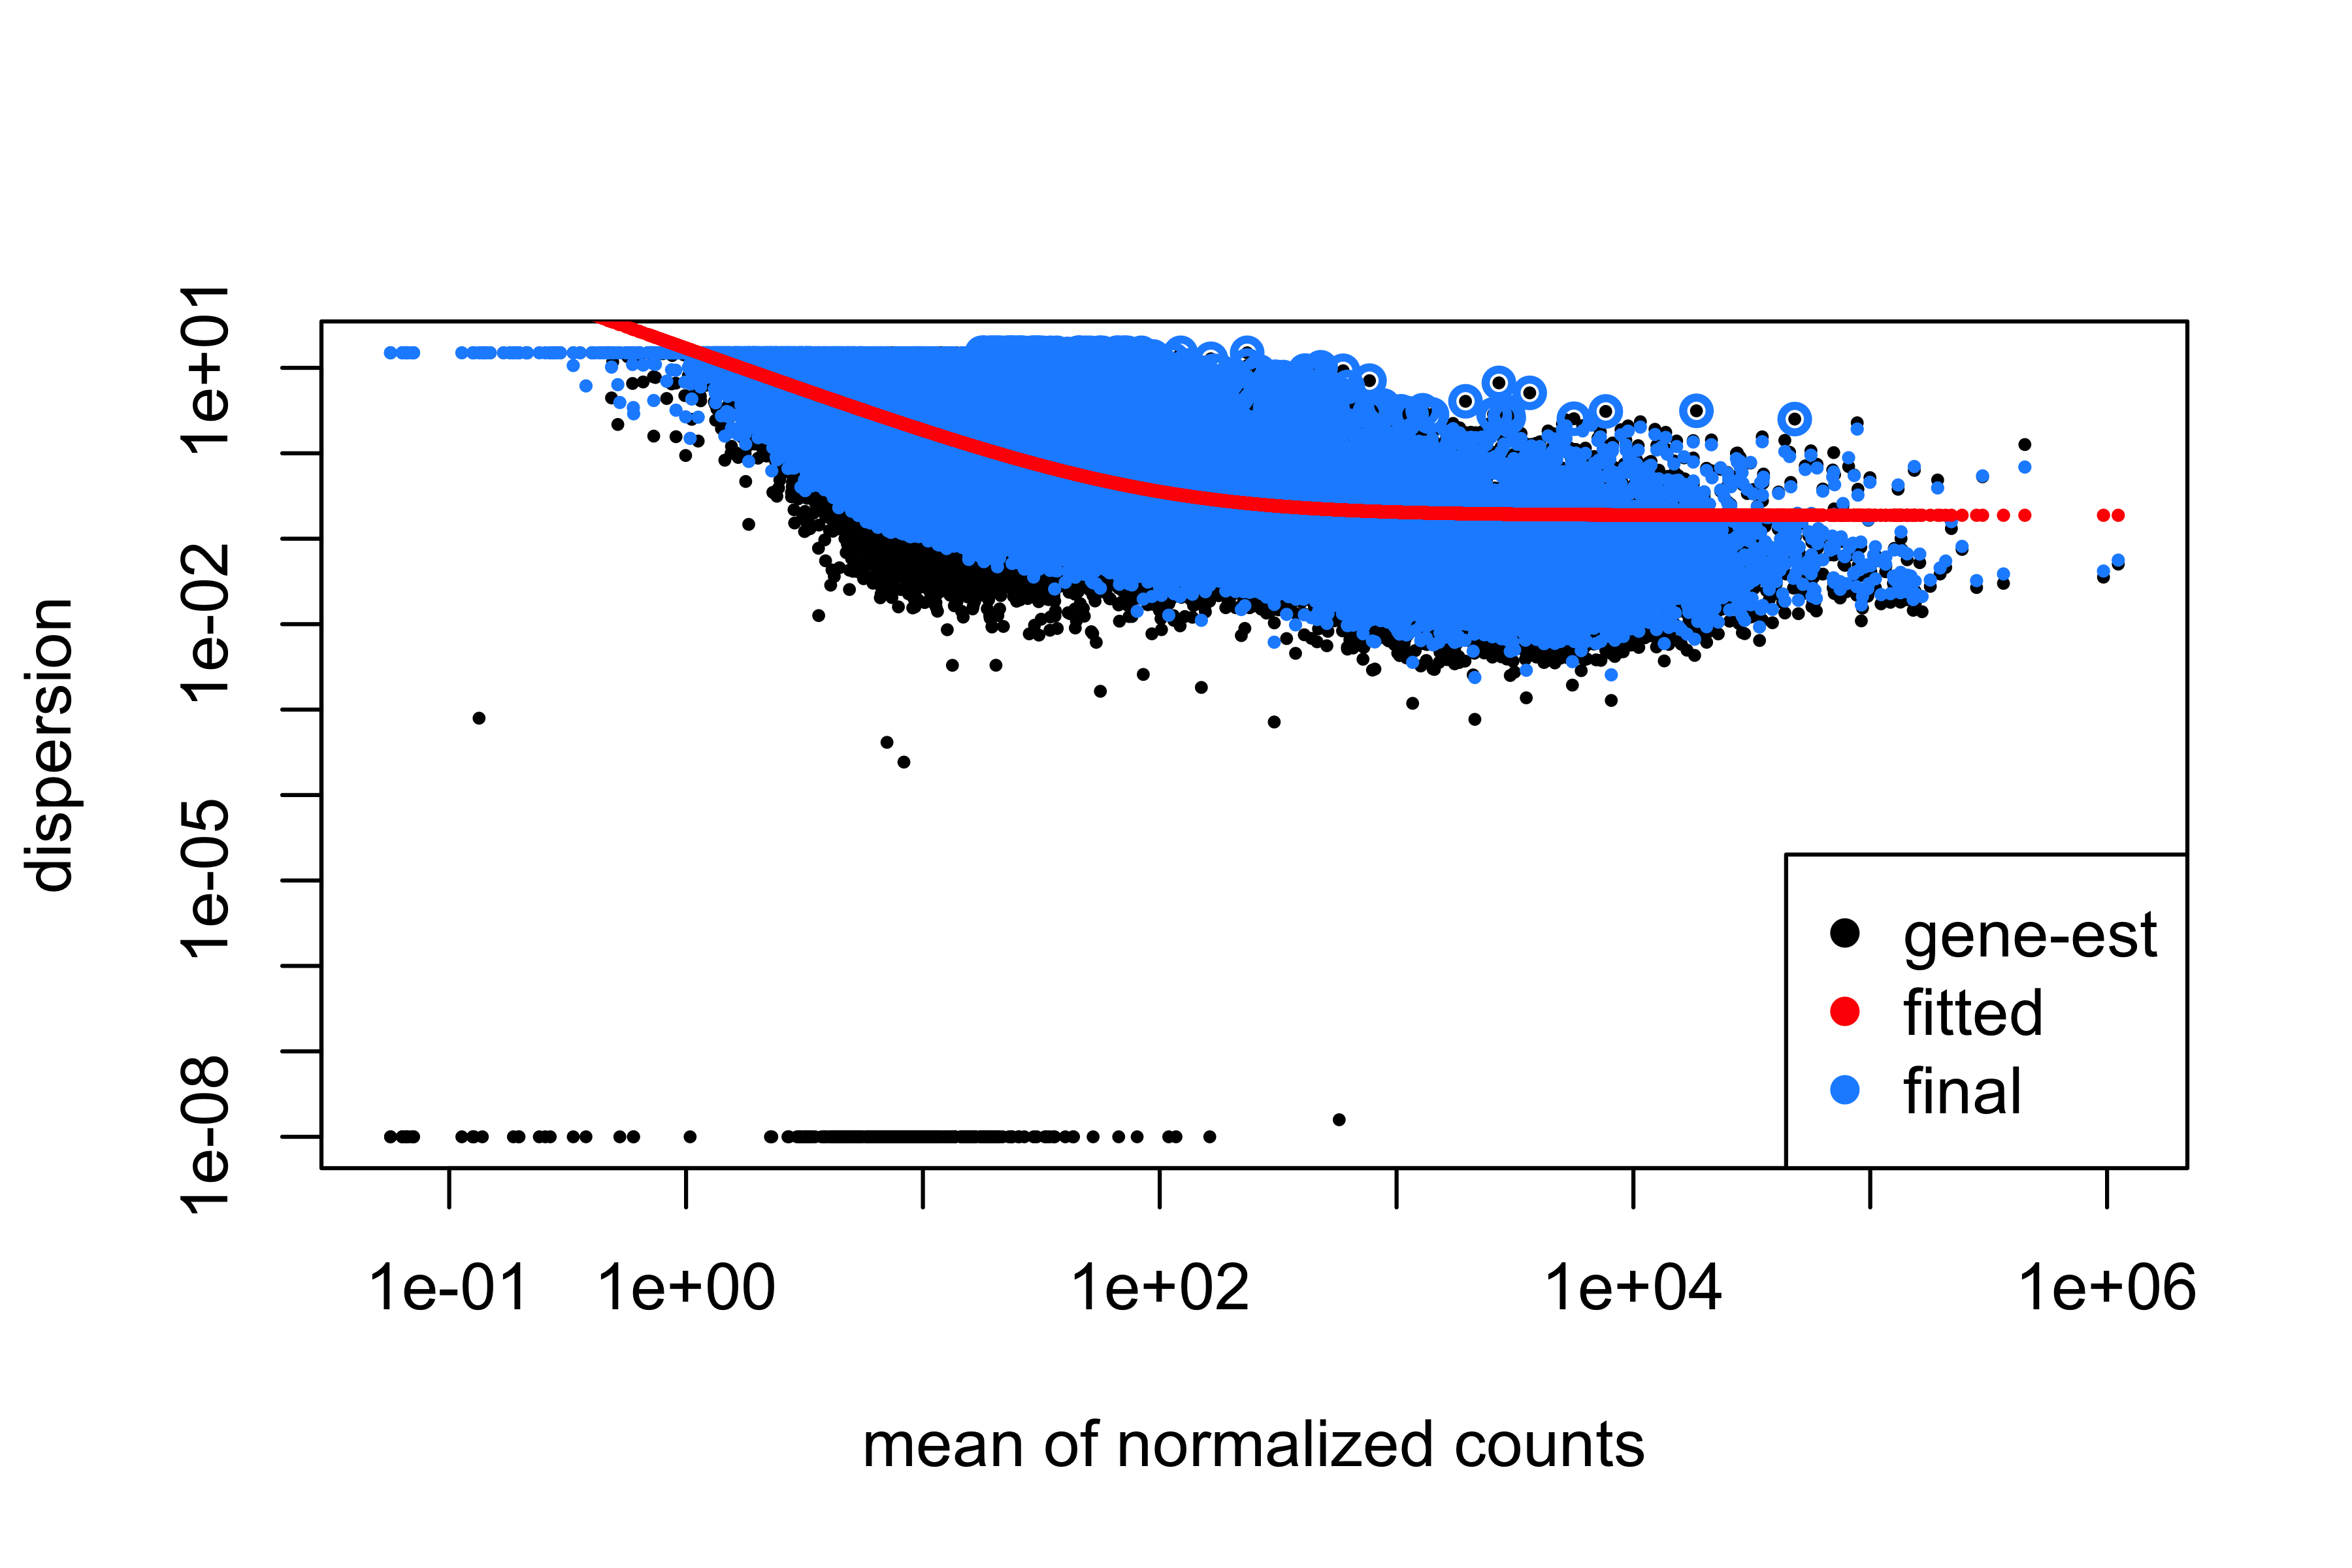 dispersion
1e+01
1e-02
1e-05
1e-08
gene-est
fitted
final
1e-01 1e+00 1e+02 1e+04 1e+06
mean of normalized counts